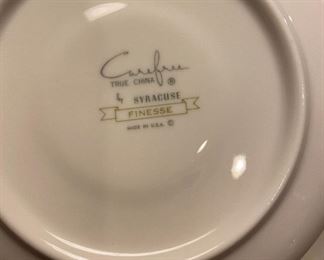 Carefree
TRUE CHINA ®
by SYRACUSE
FINESSE
MADE IN U.S.A. ©